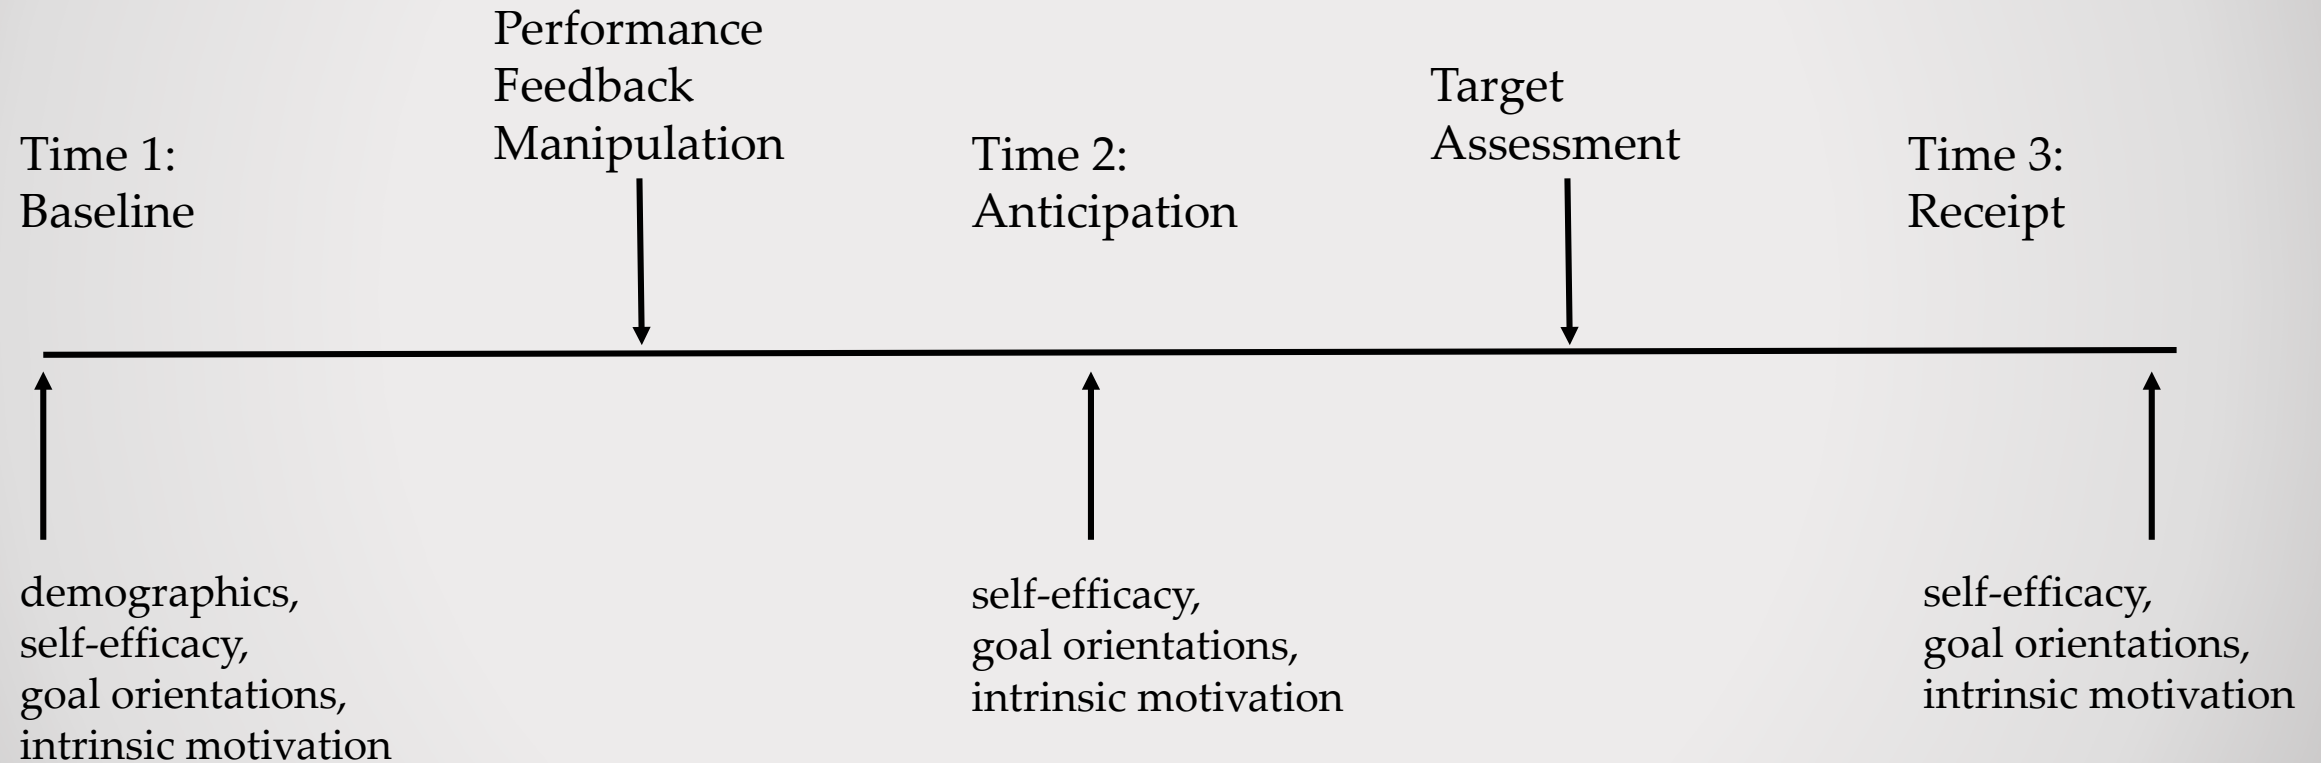 Time 1:
Baseline
Performance
Feedback
Manipulation
Time 2:
Anticipation
Target
Assessment
Time 3:
Receipt
demographics,
self-efficacy,
goal orientations,
intrinsic motivation
self-efficacy,
goal orientations,
intrinsic motivation
self-efficacy,
goal orientations,
intrinsic motivation